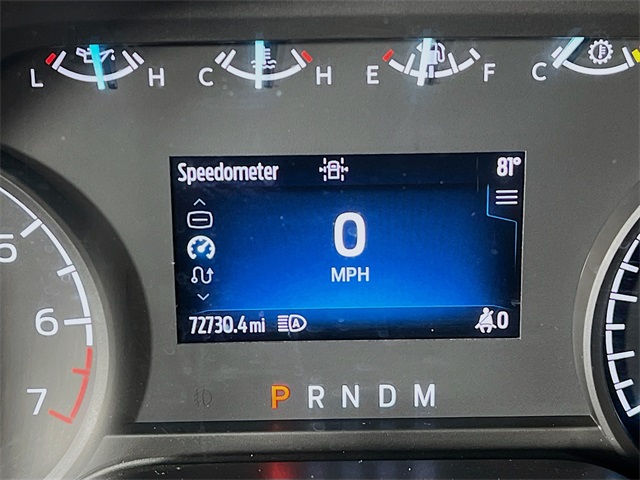 L H C H E F C
Speedometer 81°
0
MPH
72730.4 mi A 0
5
6
7
P R N D M